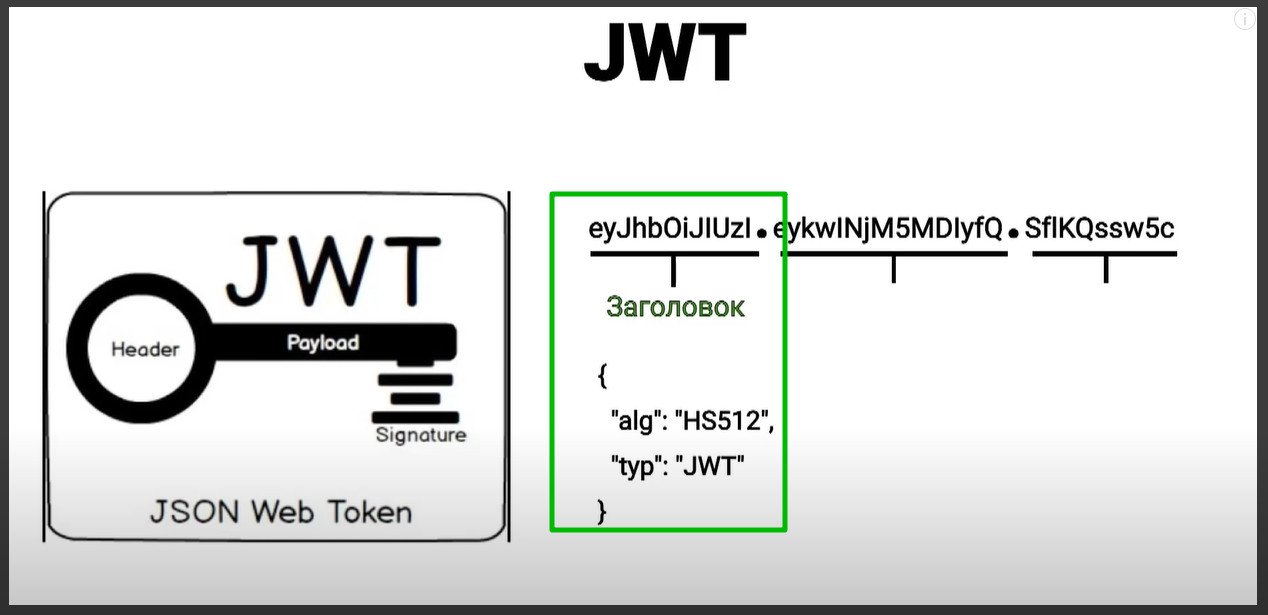 JWT
JWT
Header
Payload
Signature
JSON Web Token
eyJhbOiJIUzI.eykwINjM5MDIyfQ.SflKQssw5c
Заголовок
{
"alg": "HS512",
"typ": "JWT"
}